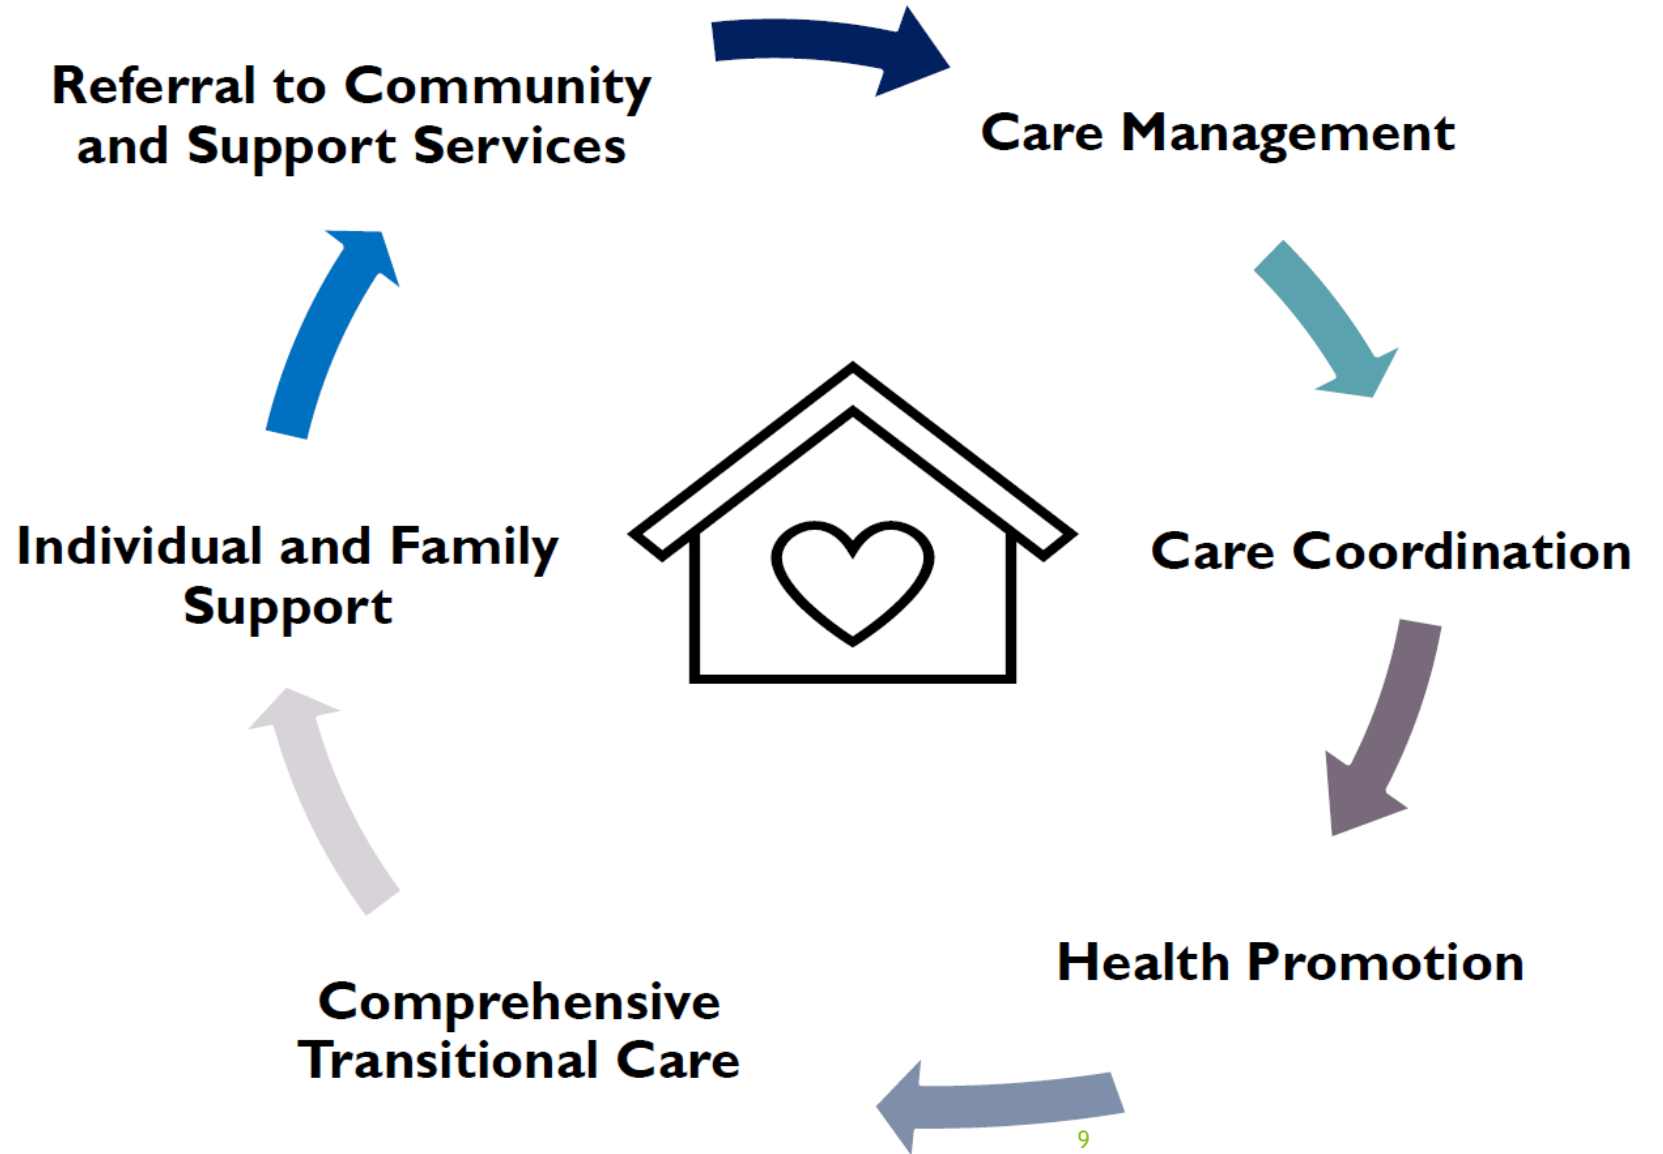 Referral to Community
and Support Services
Care Management
Individual and Family
Support
Care Coordination
Health Promotion
Comprehensive
Transitional Care
9